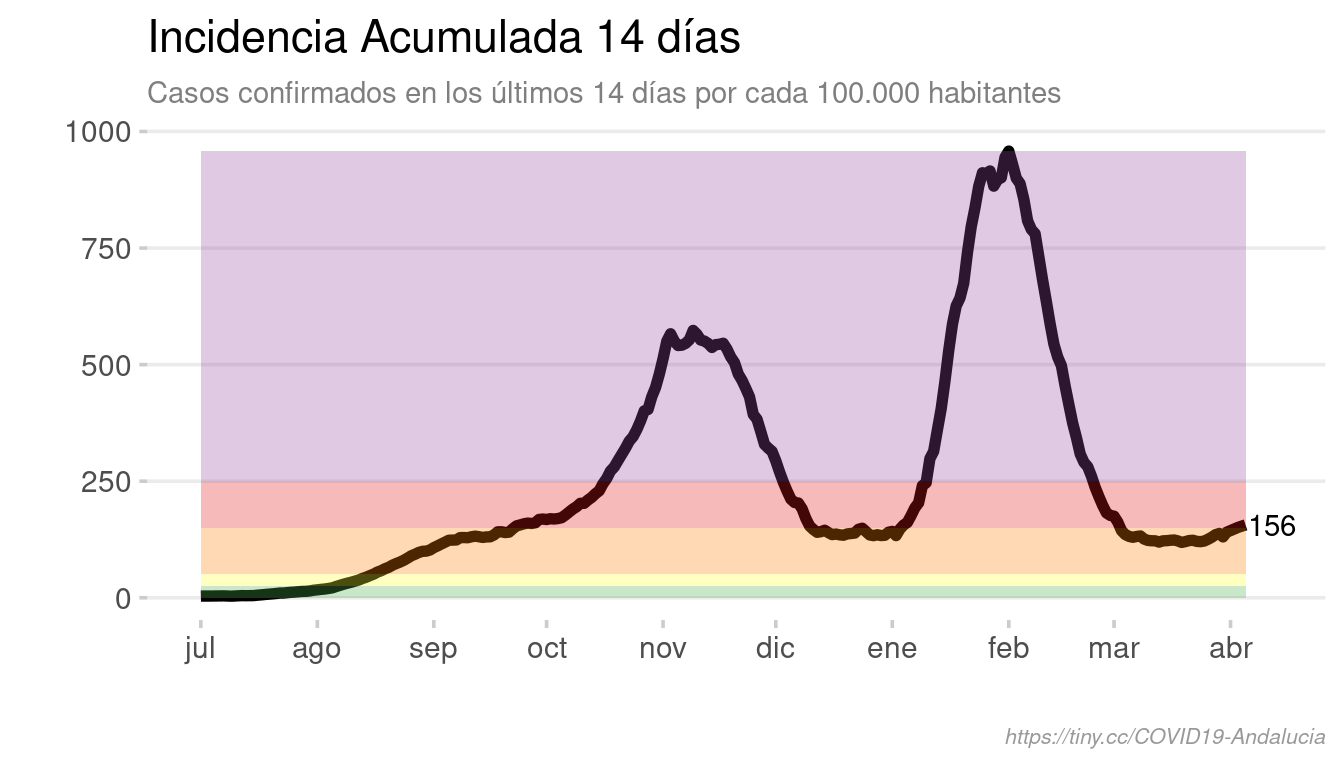 Incidencia Acumulada 14 días
Casos confirmados en los últimos 14 días por cada 100.000 habitantes
1000
750
500
250
0
156
jul ago sep oct nov dic ene feb mar abr
https://tiny.cc/COVID19-Andalucia